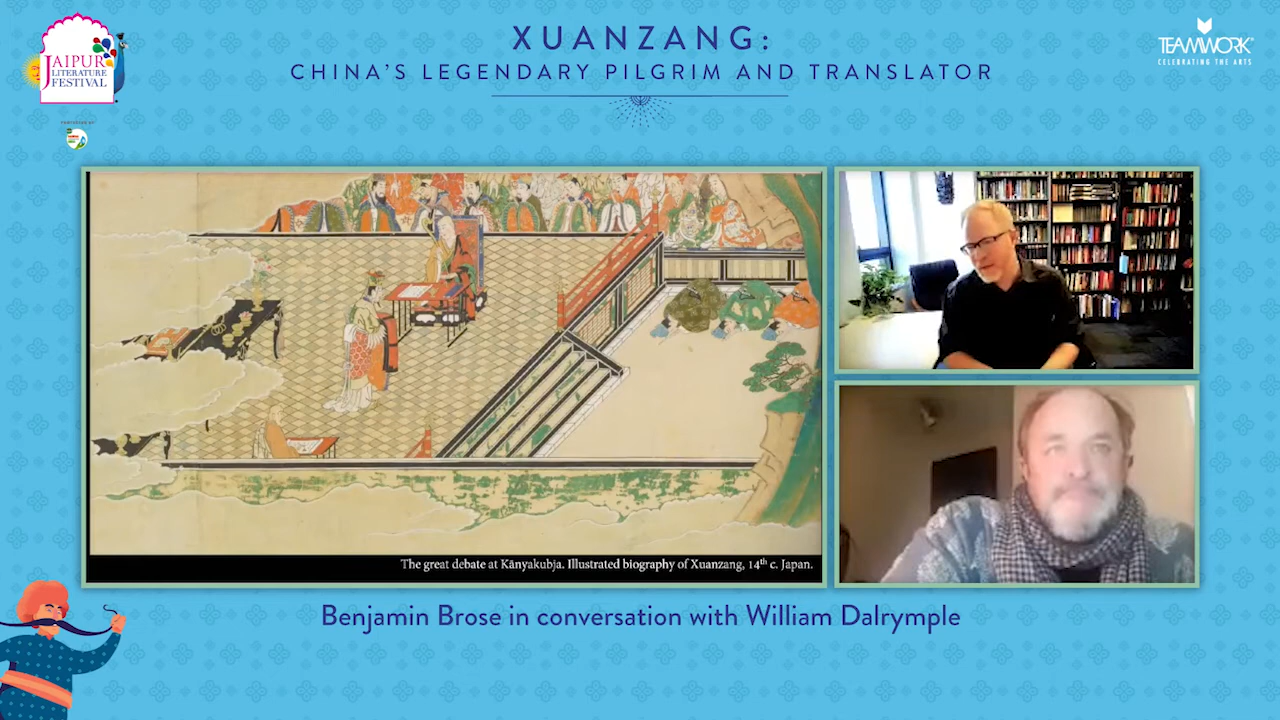 XUANZANG:
CHINA'S LEGENDARY PILGRIM AND TRANSLATOR
JAIPUR
LITERATURE
FESTIVAL
TEAMWORK
CELEBRATING THE ARTS
The great debate at Kānyakubja. Illustrated biography of Xuanzang, 14th c. Japan.
Benjamin Brose in conversation with William Dalrymple